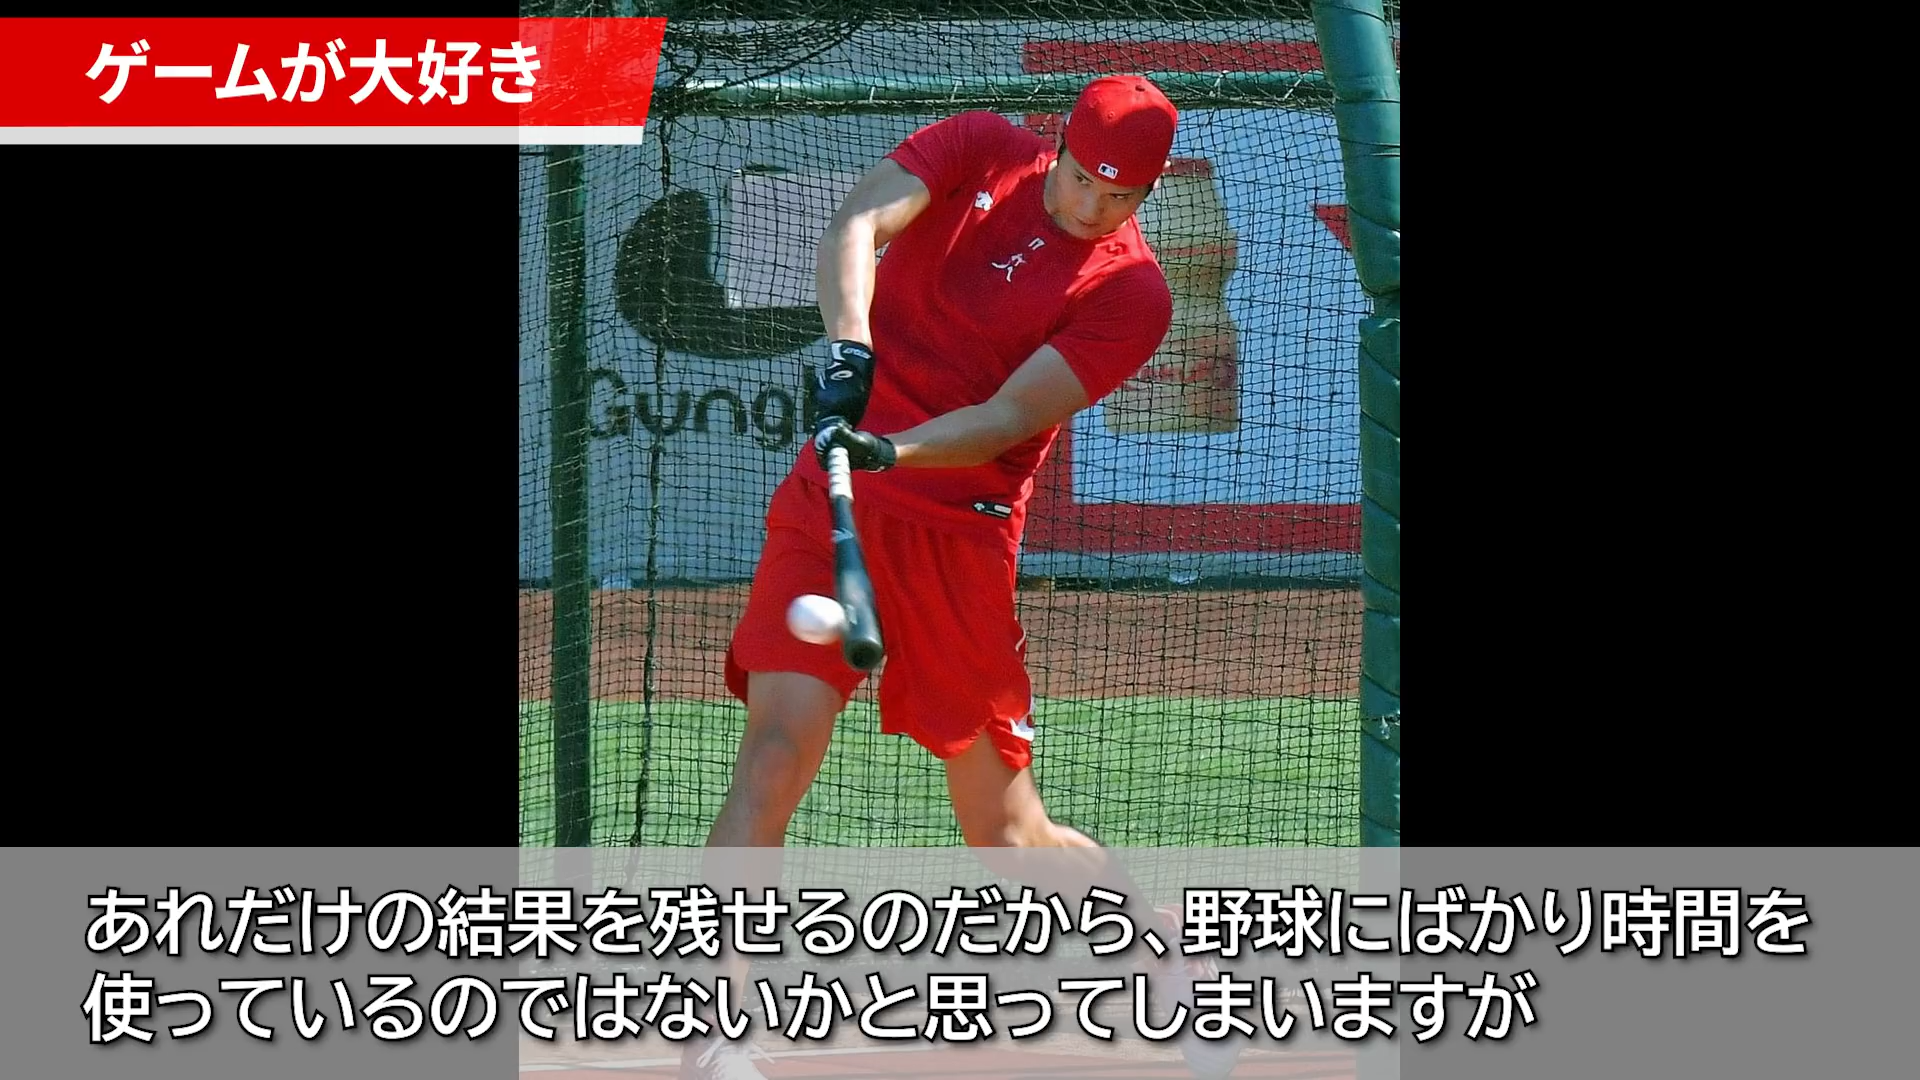 ゲームが大好き
Gung
17
あれだけの結果を残せるのだから、野球にばかり時間を
使っているのではないかと思ってしまいますが